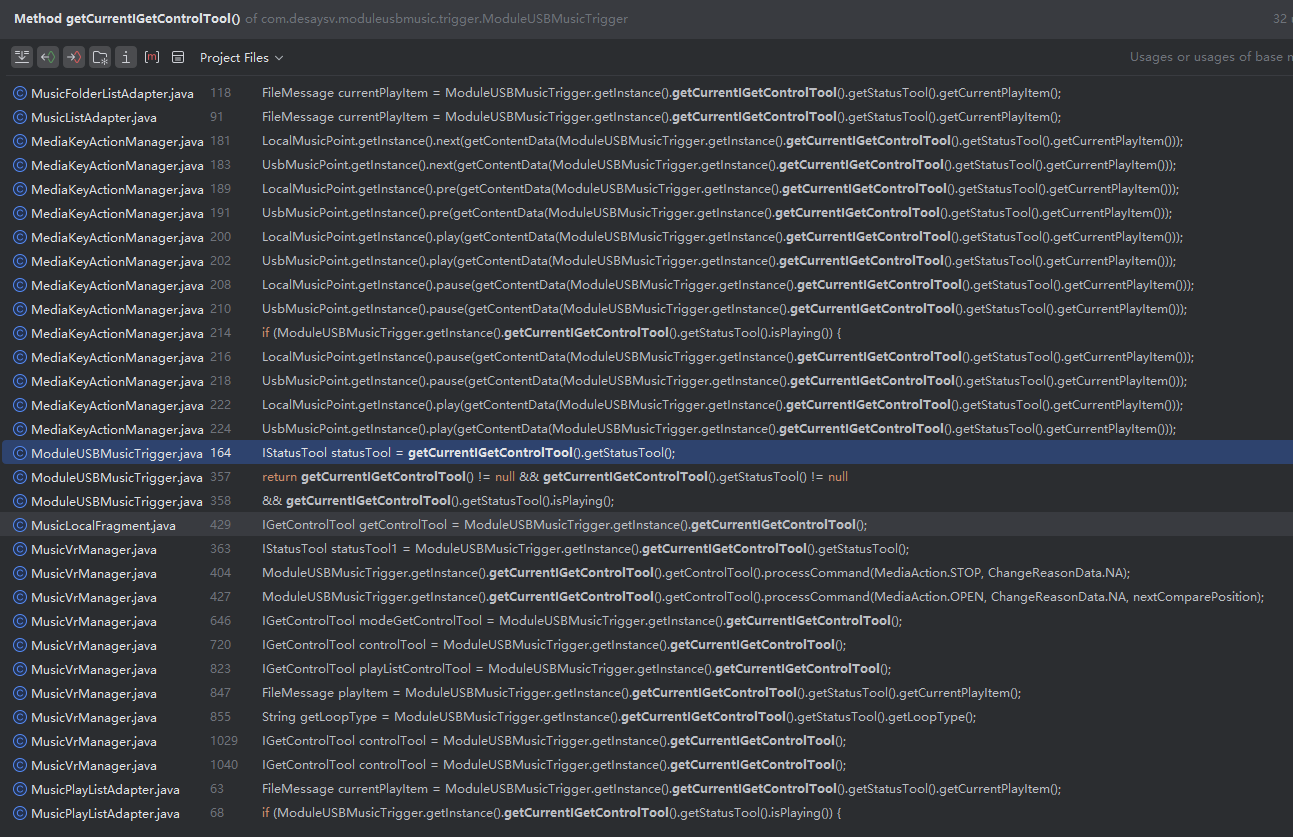 Method getCurrentIGetControlTool() of com.desaysv.moduleusbmusic.trigger.ModuleUSBMusicTrigger 32
Project Files Usages or usages of base
MusicFolderListAdapter.java 118 FileMessage currentPlayItem = ModuleUSBMusicTrigger.getInstance().getCurrentIGetControlTool().getStatusTool().getCurrentPlayItem();
MusicListAdapter.java 91 FileMessage currentPlayItem = ModuleUSBMusicTrigger.getInstance().getCurrentIGetControlTool().getStatusTool().getCurrentPlayItem();
MediaKeyActionManager.java 181 LocalMusicPoint.getInstance().next(getContentData(ModuleUSBMusicTrigger.getInstance().getCurrentIGetControlTool().getStatusTool().getCurrentPlayItem()));
MediaKeyActionManager.java 183 UsbMusicPoint.getInstance().next(getContentData(ModuleUSBMusicTrigger.getInstance().getCurrentIGetControlTool().getStatusTool().getCurrentPlayItem()));
MediaKeyActionManager.java 189 LocalMusicPoint.getInstance().pre(getContentData(ModuleUSBMusicTrigger.getInstance().getCurrentIGetControlTool().getStatusTool().getCurrentPlayItem()));
MediaKeyActionManager.java 191 UsbMusicPoint.getInstance().pre(getContentData(ModuleUSBMusicTrigger.getInstance().getCurrentIGetControlTool().getStatusTool().getCurrentPlayItem()));
MediaKeyActionManager.java 200 LocalMusicPoint.getInstance().play(getContentData(ModuleUSBMusicTrigger.getInstance().getCurrentIGetControlTool().getStatusTool().getCurrentPlayItem()));
MediaKeyActionManager.java 202 UsbMusicPoint.getInstance().play(getContentData(ModuleUSBMusicTrigger.getInstance().getCurrentIGetControlTool().getStatusTool().getCurrentPlayItem()));
MediaKeyActionManager.java 208 LocalMusicPoint.getInstance().pause(getContentData(ModuleUSBMusicTrigger.getInstance().getCurrentIGetControlTool().getStatusTool().getCurrentPlayItem()));
MediaKeyActionManager.java 210 UsbMusicPoint.getInstance().pause(getContentData(ModuleUSBMusicTrigger.getInstance().getCurrentIGetControlTool().getStatusTool().getCurrentPlayItem()));
MediaKeyActionManager.java 214 if (ModuleUSBMusicTrigger.getInstance().getCurrentIGetControlTool().getStatusTool().isPlaying()) {
MediaKeyActionManager.java 216 LocalMusicPoint.getInstance().pause(getContentData(ModuleUSBMusicTrigger.getInstance().getCurrentIGetControlTool().getStatusTool().getCurrentPlayItem()));
MediaKeyActionManager.java 218 UsbMusicPoint.getInstance().pause(getContentData(ModuleUSBMusicTrigger.getInstance().getCurrentIGetControlTool().getStatusTool().getCurrentPlayItem()));
MediaKeyActionManager.java 222 LocalMusicPoint.getInstance().play(getContentData(ModuleUSBMusicTrigger.getInstance().getCurrentIGetControlTool().getStatusTool().getCurrentPlayItem()));
MediaKeyActionManager.java 224 UsbMusicPoint.getInstance().play(getContentData(ModuleUSBMusicTrigger.getInstance().getCurrentIGetControlTool().getStatusTool().getCurrentPlayItem()));
ModuleUSBMusicTrigger.java 164 IStatusTool statusTool = getCurrentIGetControlTool().getStatusTool();
ModuleUSBMusicTrigger.java 357 return getCurrentIGetControlTool() != null && getCurrentIGetControlTool().getStatusTool() != null
ModuleUSBMusicTrigger.java 358 && getCurrentIGetControlTool().getStatusTool().isPlaying();
MusicLocalFragment.java 429 IGetControlTool getControlTool = ModuleUSBMusicTrigger.getInstance().getCurrentIGetControlTool();
MusicVrManager.java 363 IStatusTool statusTool1 = ModuleUSBMusicTrigger.getInstance().getCurrentIGetControlTool().getStatusTool();
MusicVrManager.java 404 ModuleUSBMusicTrigger.getInstance().getCurrentIGetControlTool().getControlTool().processCommand(MediaAction.STOP, ChangeReasonData.NA);
MusicVrManager.java 427 ModuleUSBMusicTrigger.getInstance().getCurrentIGetControlTool().getControlTool().processCommand(MediaAction.OPEN, ChangeReasonData.NA, nextComparePosition);
MusicVrManager.java 646 IGetControlTool modeGetControlTool = ModuleUSBMusicTrigger.getInstance().getCurrentIGetControlTool();
MusicVrManager.java 720 IGetControlTool controlTool = ModuleUSBMusicTrigger.getInstance().getCurrentIGetControlTool();
MusicVrManager.java 823 IGetControlTool playListControlTool = ModuleUSBMusicTrigger.getInstance().getCurrentIGetControlTool();
MusicVrManager.java 847 FileMessage playItem = ModuleUSBMusicTrigger.getInstance().getCurrentIGetControlTool().getStatusTool().getCurrentPlayItem();
MusicVrManager.java 855 String getLoopType = ModuleUSBMusicTrigger.getInstance().getCurrentIGetControlTool().getStatusTool().getLoopType();
MusicVrManager.java 1029 IGetControlTool controlTool = ModuleUSBMusicTrigger.getInstance().getCurrentIGetControlTool();
MusicVrManager.java 1040 IGetControlTool controlTool = ModuleUSBMusicTrigger.getInstance().getCurrentIGetControlTool();
MusicPlayListAdapter.java 63 FileMessage currentPlayItem = ModuleUSBMusicTrigger.getInstance().getCurrentIGetControlTool().getStatusTool().getCurrentPlayItem();
MusicPlayListAdapter.java 68 if (ModuleUSBMusicTrigger.getInstance().getCurrentIGetControlTool().getStatusTool().isPlaying()) {